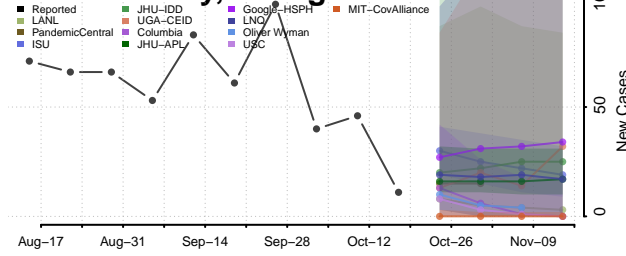 Reported
LANL
PandemicCentral
ISU
JHU-IDD
UGA-CEID
Columbia
JHU-APL
Google-HSPH
LNQ
Oliver Wyman
USC
MIT-CovAlliance
50
0
New Cases
Aug-17 Aug-31 Sep-14 Sep-28 Oct-12 Oct-26 Nov-09